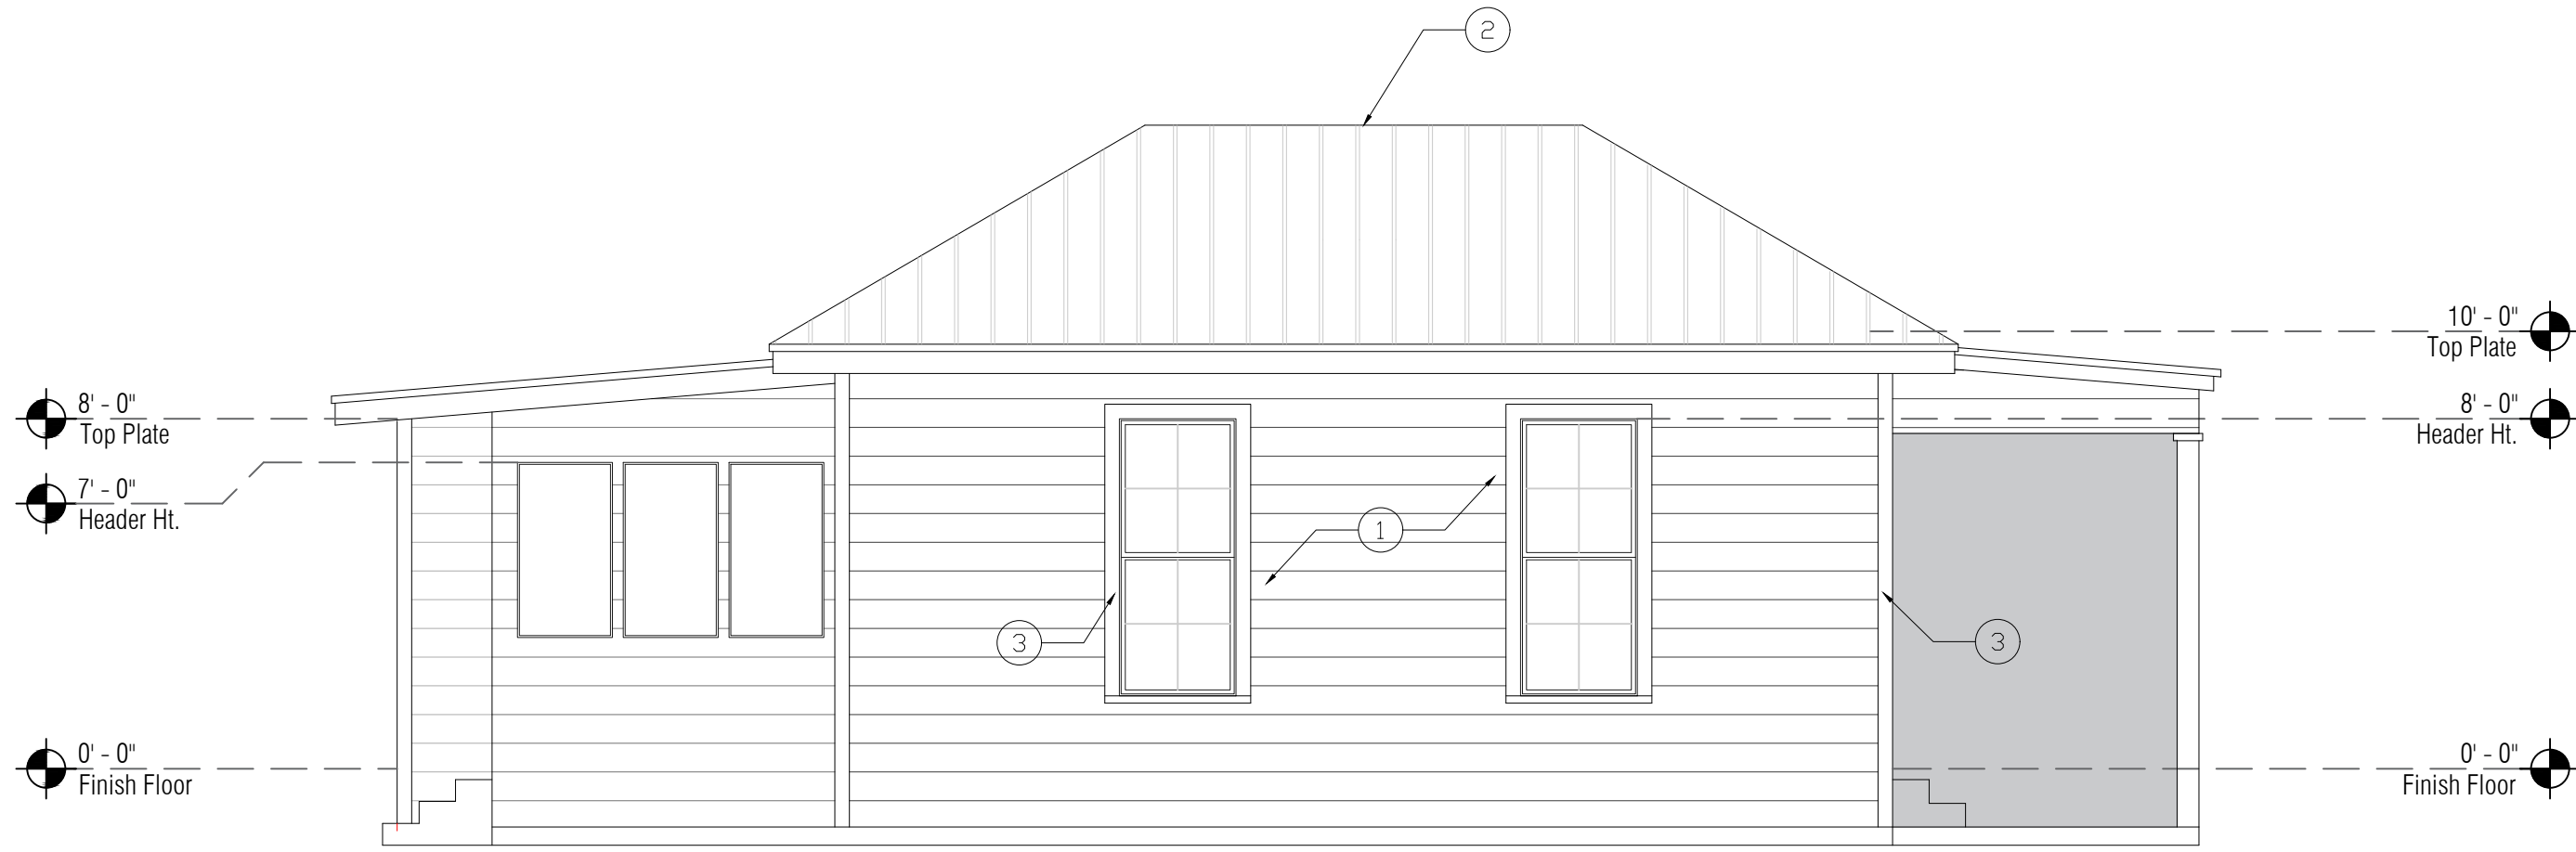 2
10' - 0"
Top Plate
8' - 0"
Top Plate
8' - 0"
Header Ht.
7' - 0"
Header Ht.
1
3
3
0' - 0"
Finish Floor
0' - 0"
Finish Floor